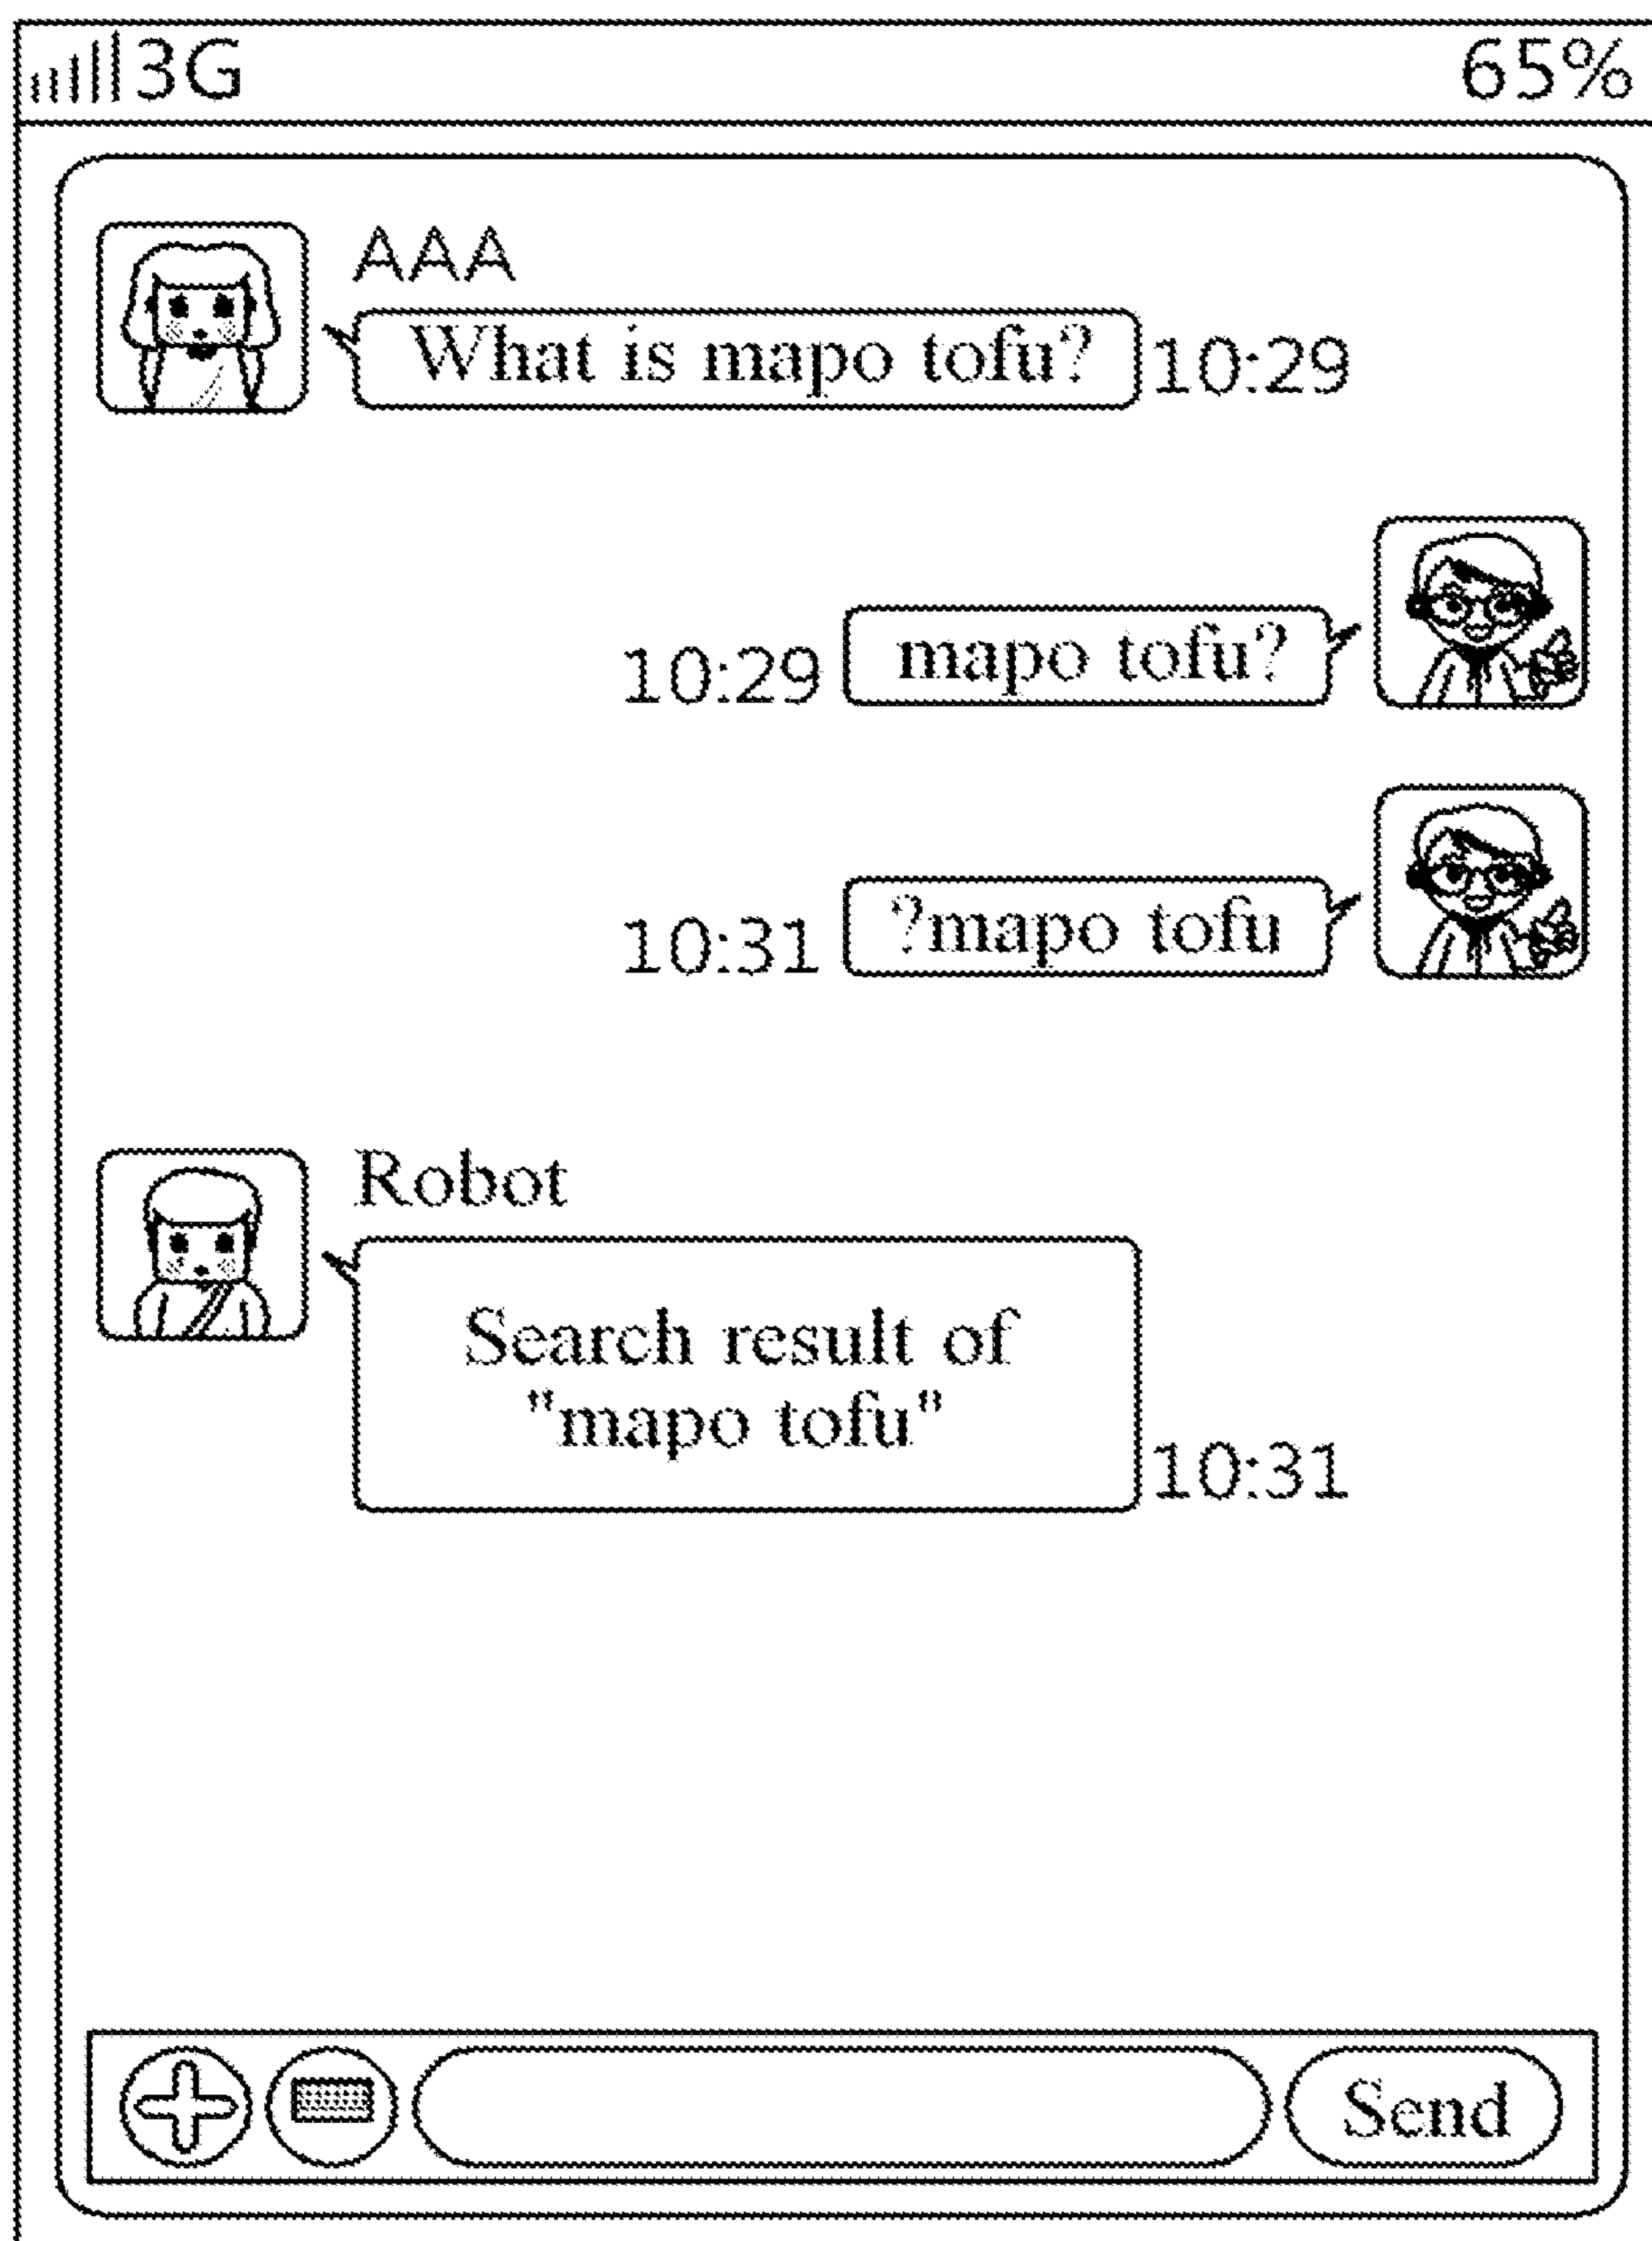 3G 65%
AAA
What is mapo tofu? 10:29
10:29 mapo tofu?
10:31 ?mapo tofu
Robot
Search result of
"mapo tofu"
10:31
Send